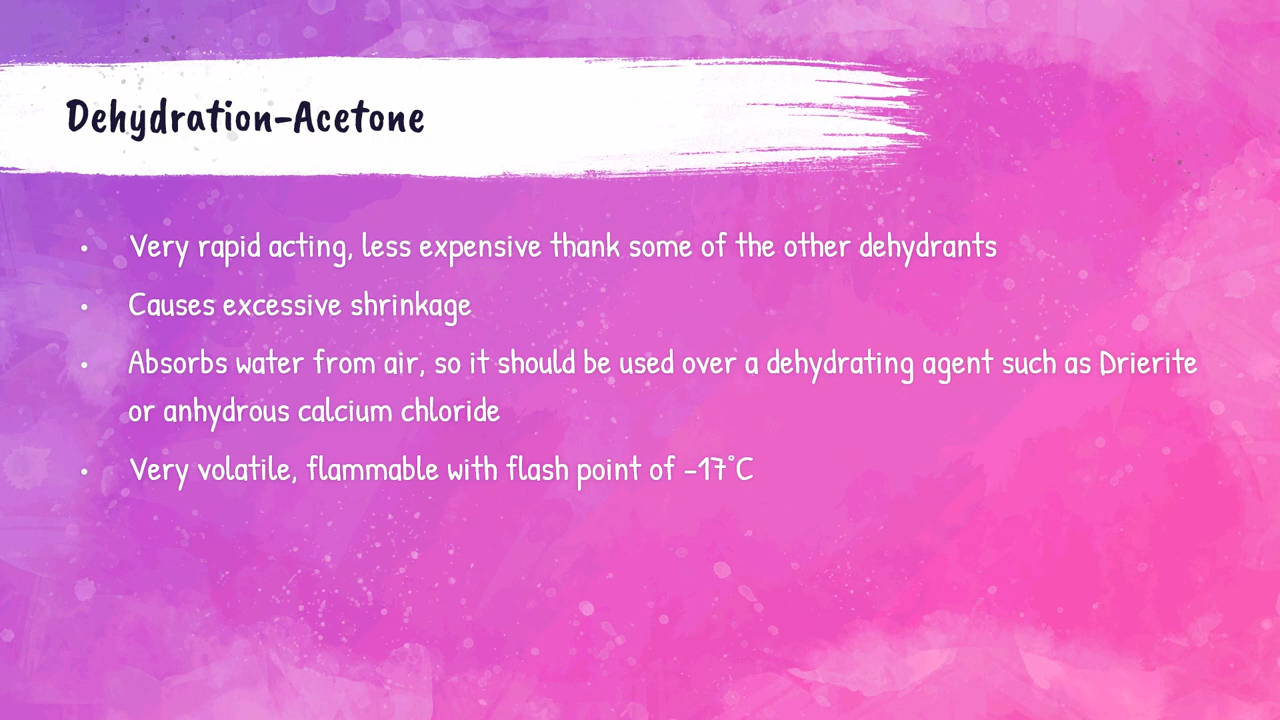 Dehydration-Acetone
• Very rapid acting, less expensive thank some of the other dehydrants
• Causes excessive shrinkage
• Absorbs water from air, so it should be used over a dehydrating agent such as Drierite
or anhydrous calcium chloride
• Very volatile, flammable with flash point of -17°C